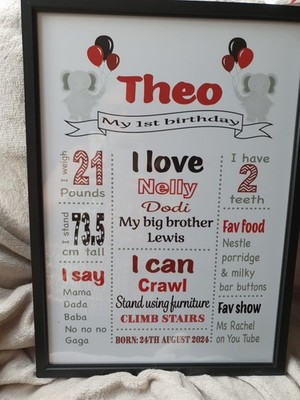 Theo
My 1st birthday
I weigh
21
Pounds
I stand
73.5
cm tall
I say
Mama
Dada
Baba
No no no
Gaga
I love
Nelly
Dodi
My big brother
Lewis
I can
Crawl
Stand using furniture
CLIMB STAIRS
BORN: 24TH AUGUST 2024
I have
2
teeth
Fav food
Nestle
porridge
& milky
bar buttons
Fav show
Ms Rachel
on You Tube